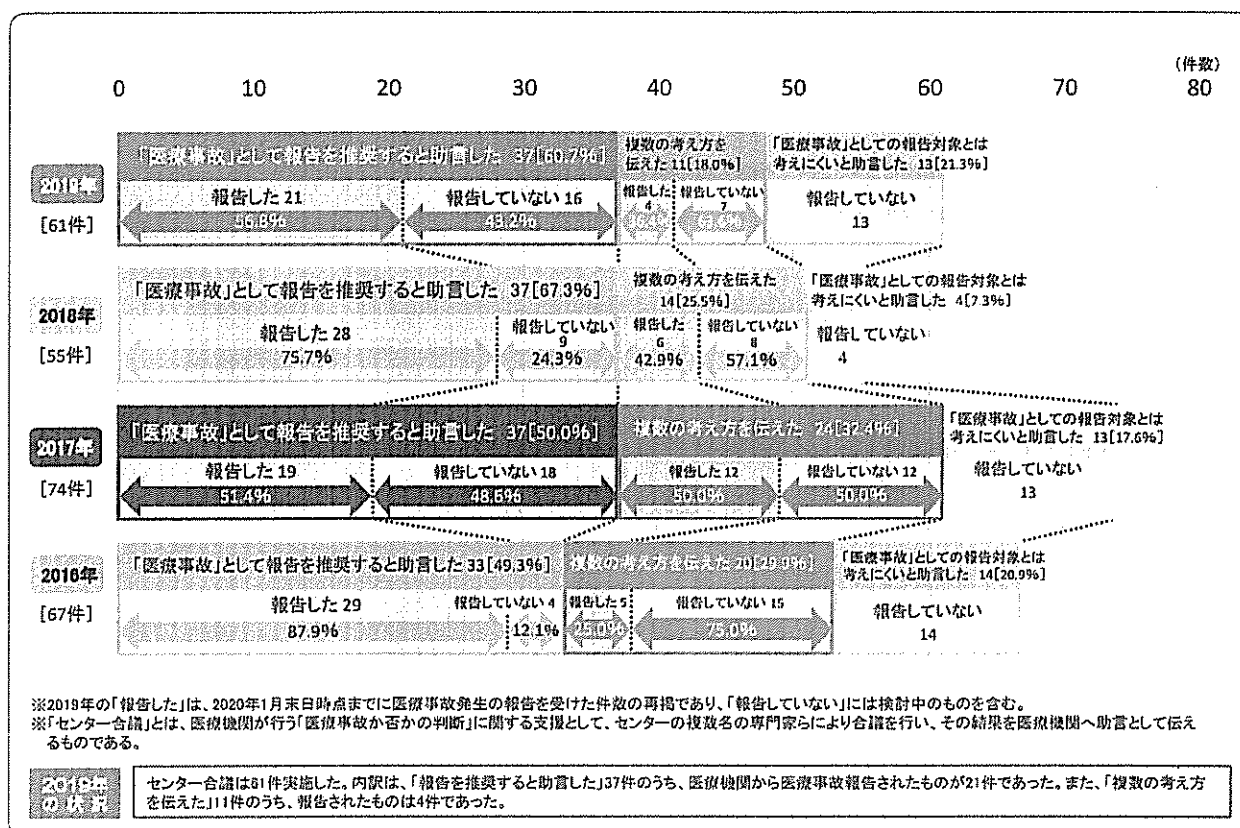 (件数)
0 10 20 30 40 50 60 70 80
2019年
[61件]
「医療事故」として報告を推奨すると助言した 37[60.7%]
複数の考え方を
伝えた 11[18.0%]
「医療事故」としての報告対象とは
考えにくいと助言した 13[21.3%]
報告した 21
56.8%
報告していない 16
43.2%
報告した
4
報告していない
7
報告していない
13
2018年
[55件]
「医療事故」として報告を推奨すると助言した 37[67.3%]
複数の考え方を伝えた
14[25.5%]
「医療事故」としての報告対象とは
考えにくいと助言した 4[7.3%]
報告した 28
75.7%
報告していない
9
24.3%
報告した
6
42.9%
報告していない
8
57.1%
報告していない
4
2017年
[74件]
「医療事故」として報告を推奨すると助言した 37[50.0%]
複数の考え方を伝えた 24[32.4%]
「医療事故」としての報告対象とは
考えにくいと助言した 13[17.6%]
報告した 19
51.4%
報告していない 18
48.6%
報告した 12
50.0%
報告していない 12
50.0%
報告していない
13
2016年
[67件]
「医療事故」として報告を推奨すると助言した 33[49.3%]
複数の考え方を伝えた 20[29.9%]
「医療事故」としての報告対象とは
考えにくいと助言した 14[20.9%]
報告した 29
87.9%
報告していない 4
12.1%
報告した 5
25.0%
報告していない 15
75.0%
報告していない
14
※2019年の「報告した」は、2020年1月末日時点までに医療事故発生の報告を受けた件数の再掲であり、「報告していない」には検討中のものを含む。
※「センター会議」とは、医療機関が行う「医療事故か否かの判断」に関する支援として、センターの複数名の専門家らにより会議を行い、その結果を医療機関へ助言として伝え
るものである。
2019年
の状況
センター会議は61件実施した。内訳は、「報告を推奨すると助言した」37件のうち、医療機関から医療事故報告されたものが21件であった。また、「複数の考え方
を伝えた」11件のうち、報告されたものは4件であった。